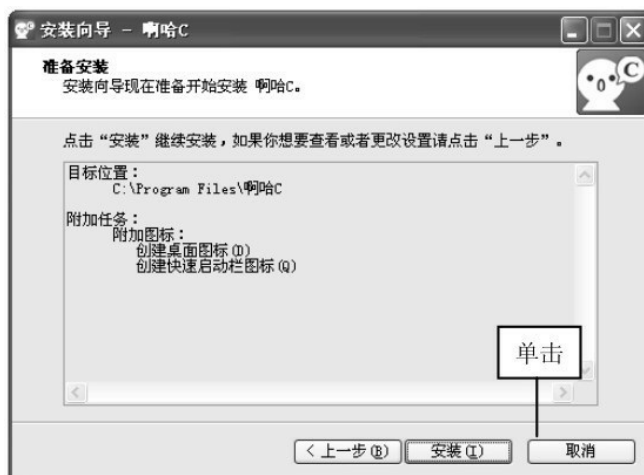 安装向导 - 啊哈C
准备安装
安装向导现在准备开始安装 啊哈C。
C
点击“安装”继续安装，如果你想要查看或者更改设置请点击“上一步”。
目标位置：
C:\Program Files\啊哈C
附加任务：
附加图标：
创建桌面图标(D)
创建快速启动栏图标(Q)
单击
< 上一步(B)
安装(I)
取消